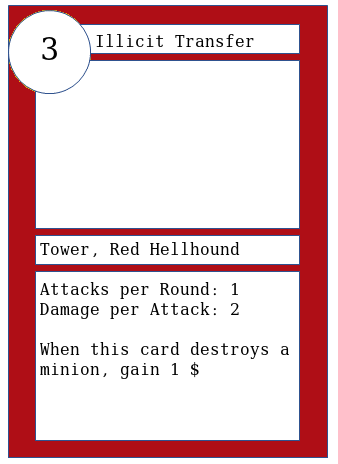 3
Illicit Transfer
Tower, Red Hellhound
Attacks per Round: 1
Damage per Attack: 2
When this card destroys a
minion, gain 1 $